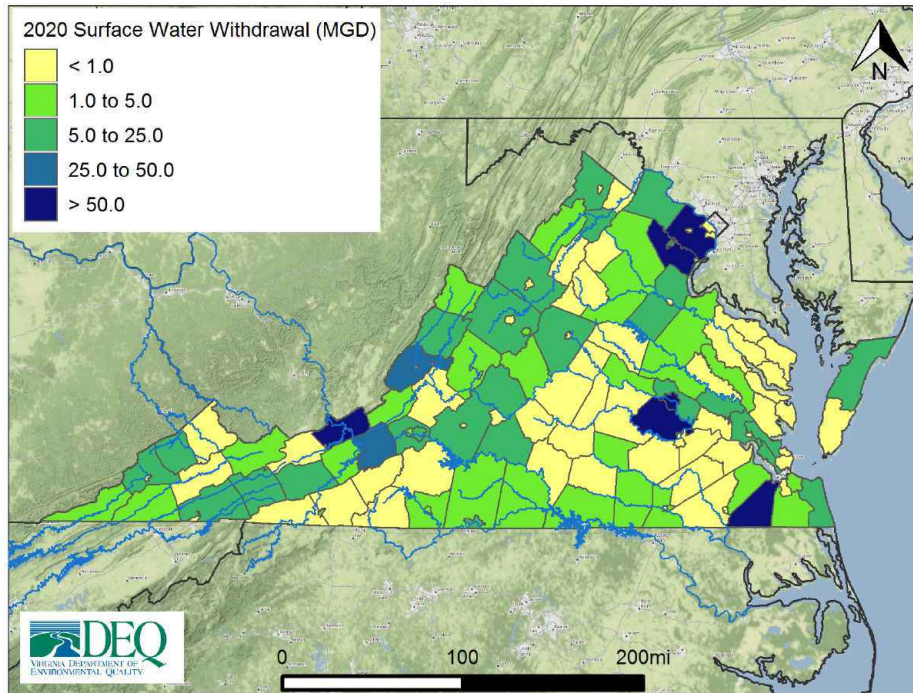 2020 Surface Water Withdrawal (MGD)
< 1.0
1.0 to 5.0
5.0 to 25.0
25.0 to 50.0
> 50.0
N
DEQ
VIRGINIA DEPARTMENT OF
ENVIRONMENTAL QUALITY
0 100 200mi